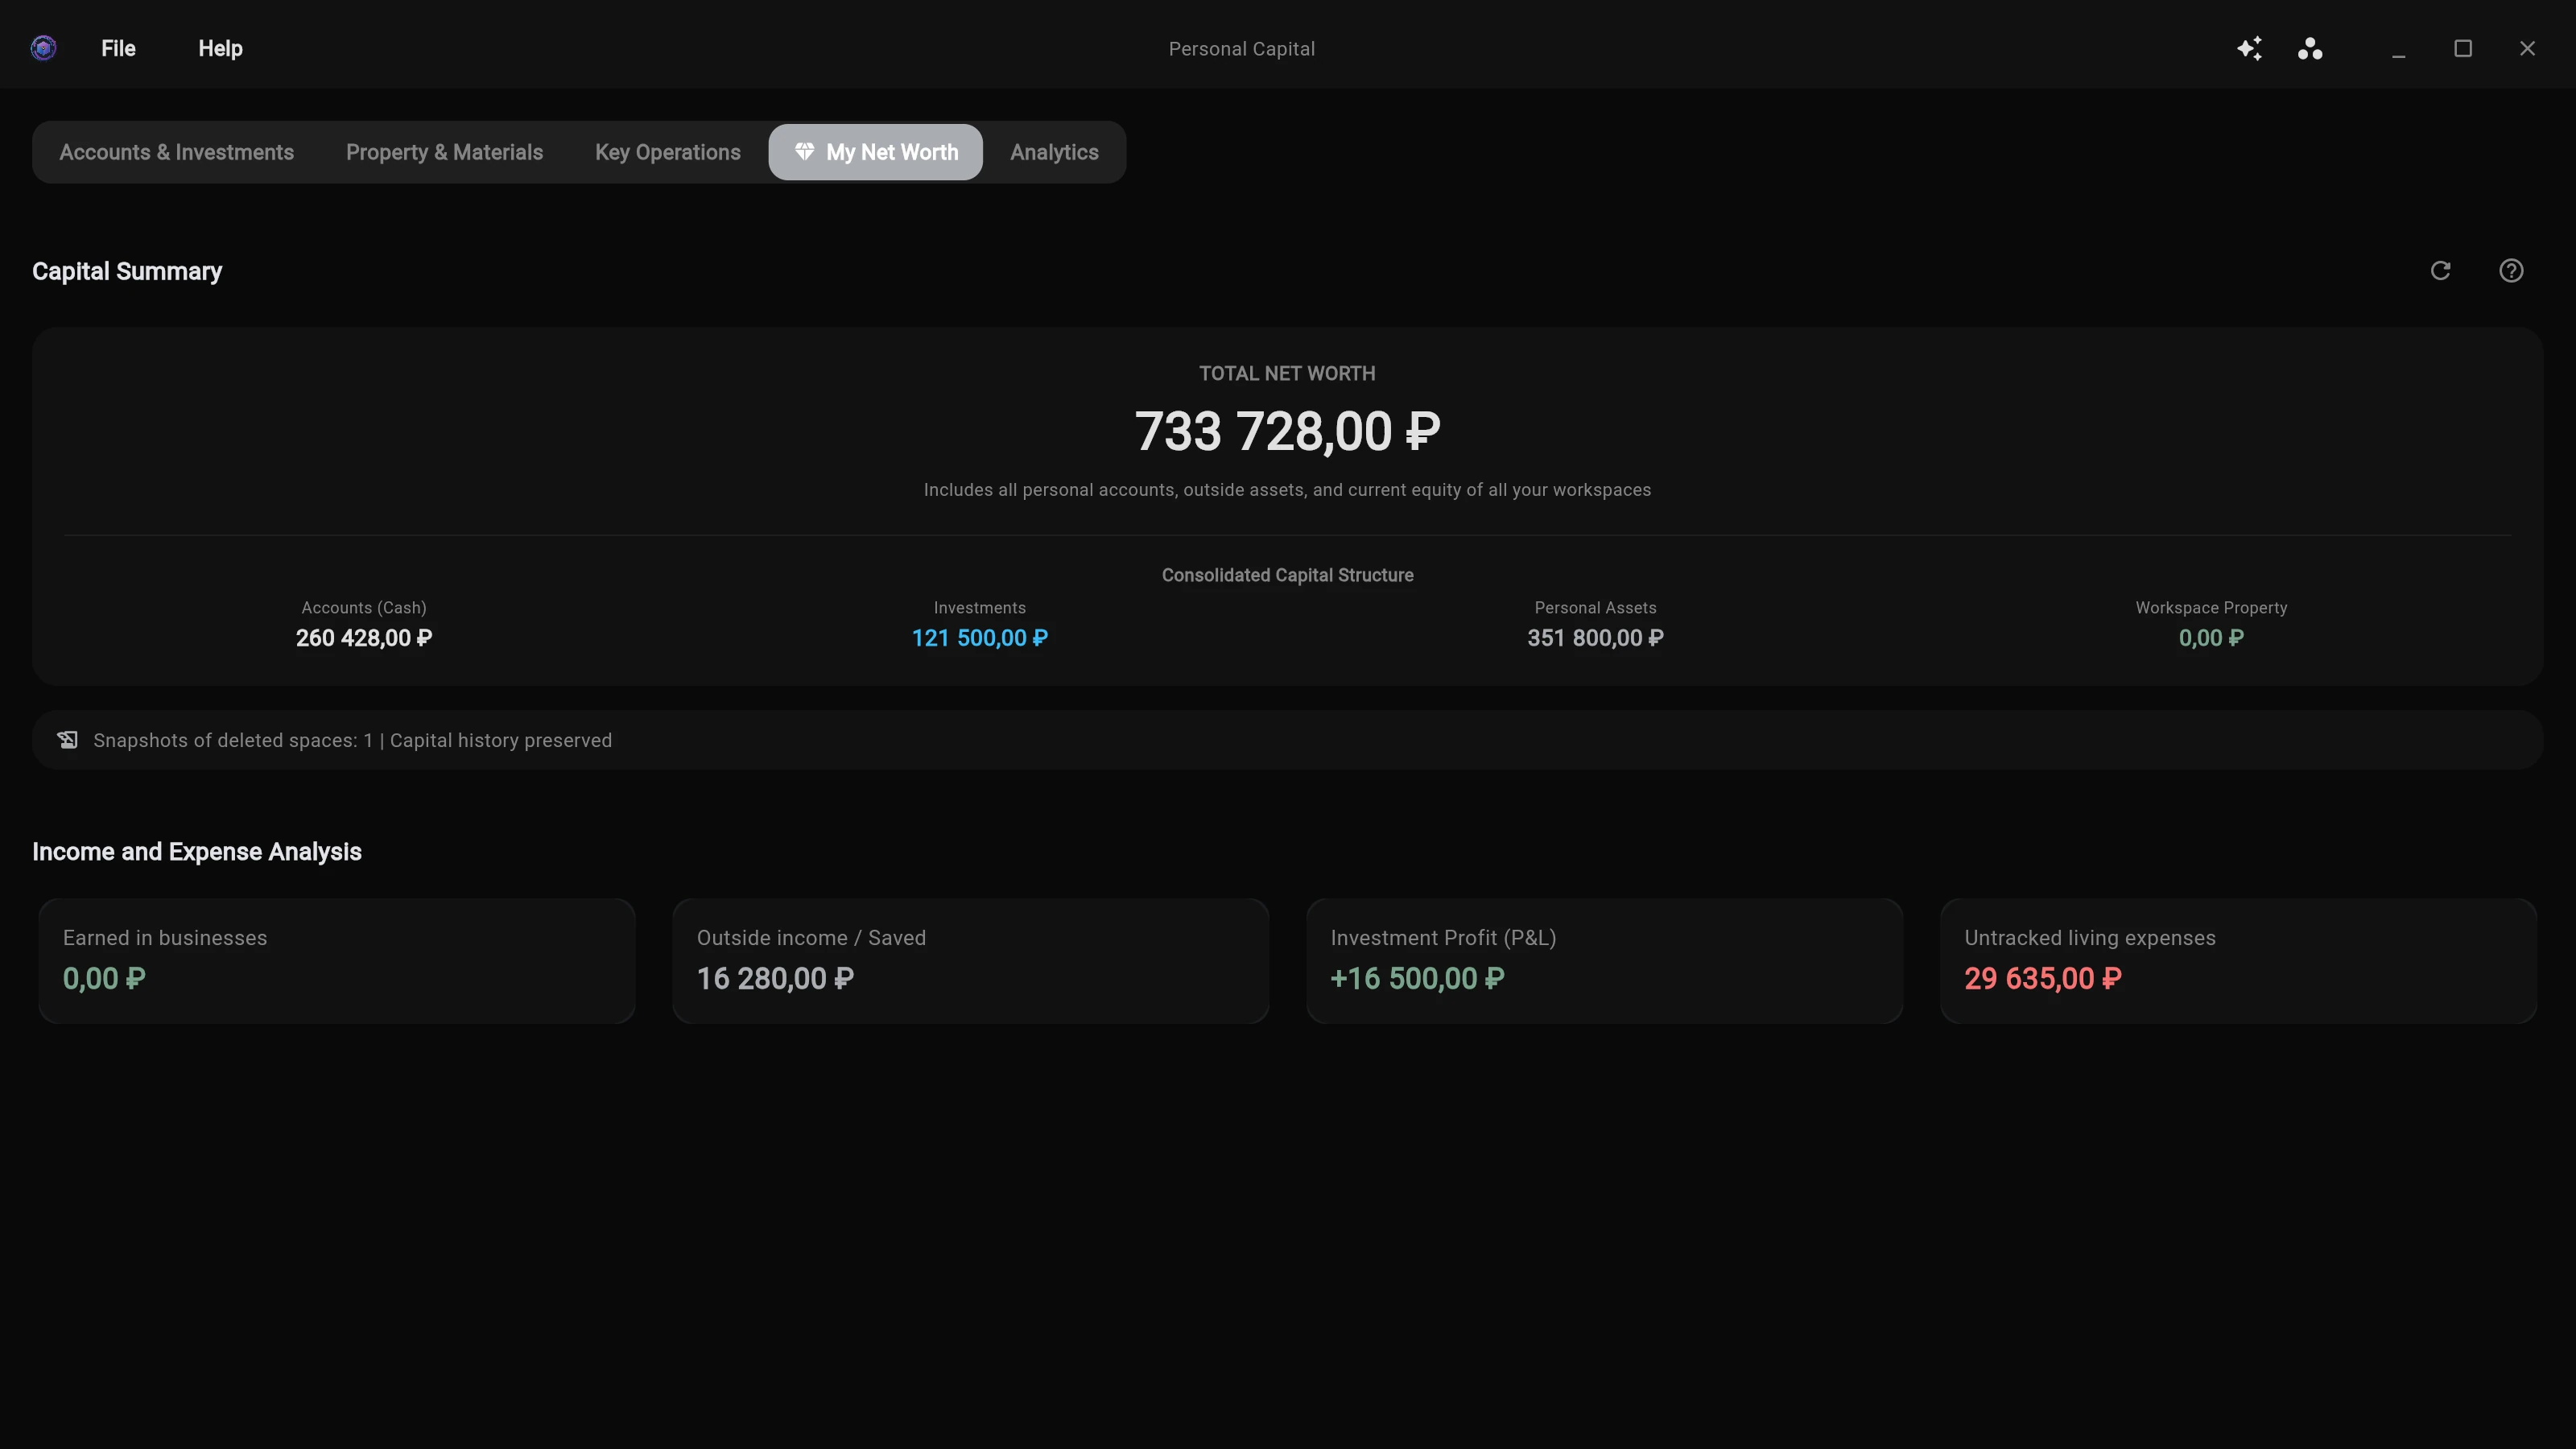 File
Help
Personal Capital
Accounts & Investments
Property & Materials
Key Operations
My Net Worth
Analytics
Capital Summary
TOTAL NET WORTH
733 728,00 ₽
Includes all personal accounts, outside assets, and current equity of all your workspaces
Consolidated Capital Structure
Accounts (Cash)
260 428,00 ₽
Investments
121 500,00 ₽
Personal Assets
351 800,00 ₽
Workspace Property
0,00 ₽
Snapshots of deleted spaces: 1 | Capital history preserved
Income and Expense Analysis
Earned in businesses
0,00 ₽
Outside income / Saved
16 280,00 ₽
Investment Profit (P&L)
+16 500,00 ₽
Untracked living expenses
29 635,00 ₽